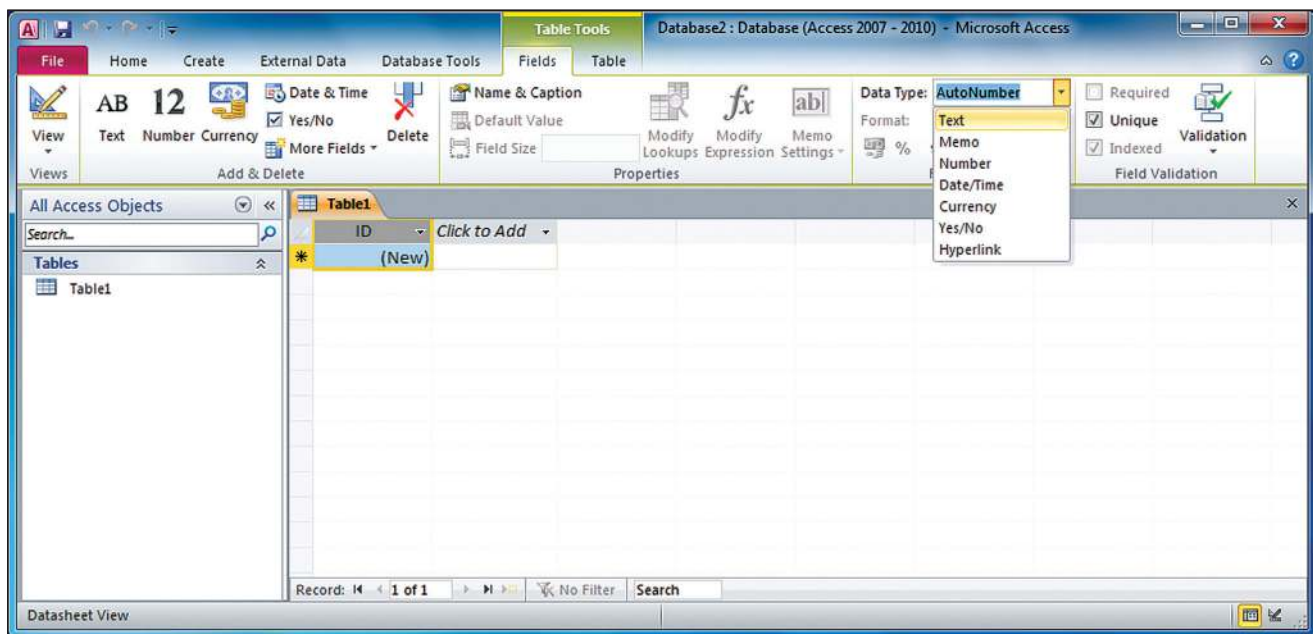 A Table Tools Database2 : Database (Access 2007 - 2010) - Microsoft Access
File Home Create External Data Database Tools Fields Table
View
Views
AB Text
12 Number
Currency
Date & Time
Yes/No
More Fields
Delete
Add & Delete
Name & Caption
Default Value
Field Size
Modify Lookups
fx Modify Expression
ab Memo Settings
Properties
Data Type: AutoNumber
Format:
%
Text
Memo
Number
Date/Time
Currency
Yes/No
Hyperlink
Required
Unique
Indexed
Validation
Field Validation
All Access Objects
Search...
Tables
Table1
Table1
ID Click to Add
(New)
Record: 1 of 1 No Filter Search
Datasheet View